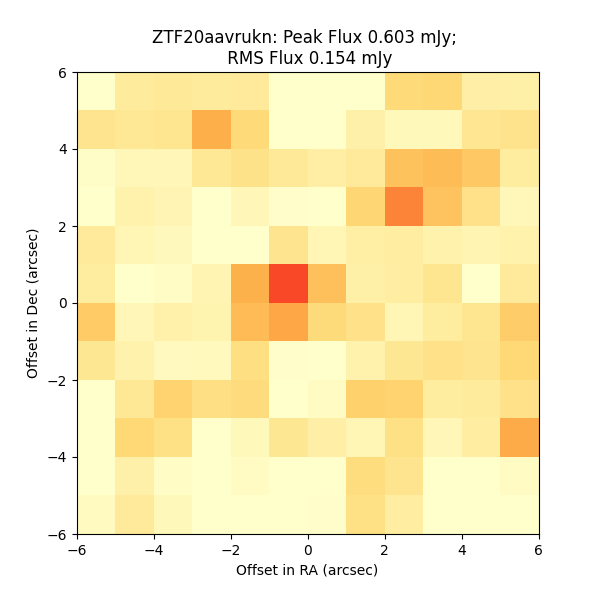 ZTF20aavrukn: Peak Flux 0.603 mJy;
RMS Flux 0.154 mJy
6
4
2
0
−2
−4
−6
Offset in Dec (arcsec)
−6 −4 −2 0 2 4 6
Offset in RA (arcsec)